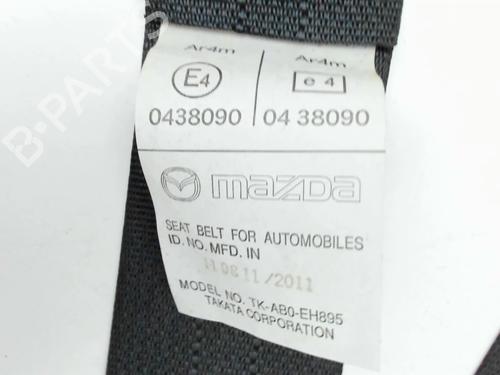 B-PARTS
Ar4m Ar4m
E4 e 4
0438090 04 38090
mazda
SEAT BELT FOR AUTOMOBILES
ID. NO. MFD. IN
110811/2011
MODEL NO. TK-AB0-EH895
TAKATA CORPORATION